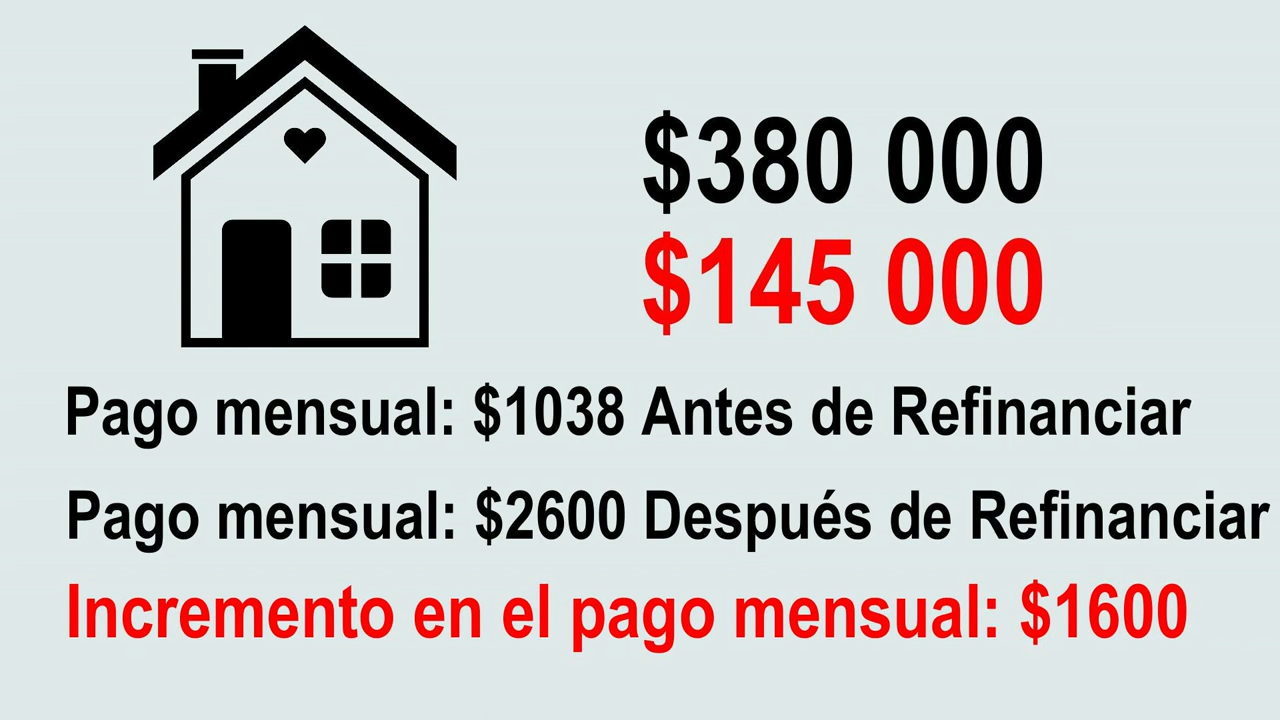 $380 000
$145 000
Pago mensual: $1038 Antes de Refinanciar
Pago mensual: $2600 Después de Refinanciar
Incremento en el pago mensual: $1600